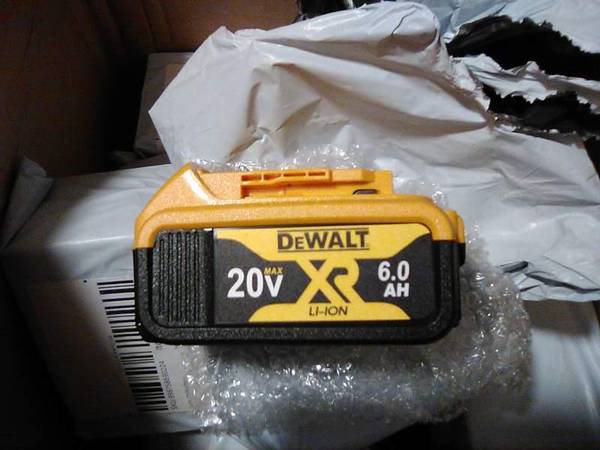 DEWALT
20V MAX
XR
6.0
AH
LI-ION